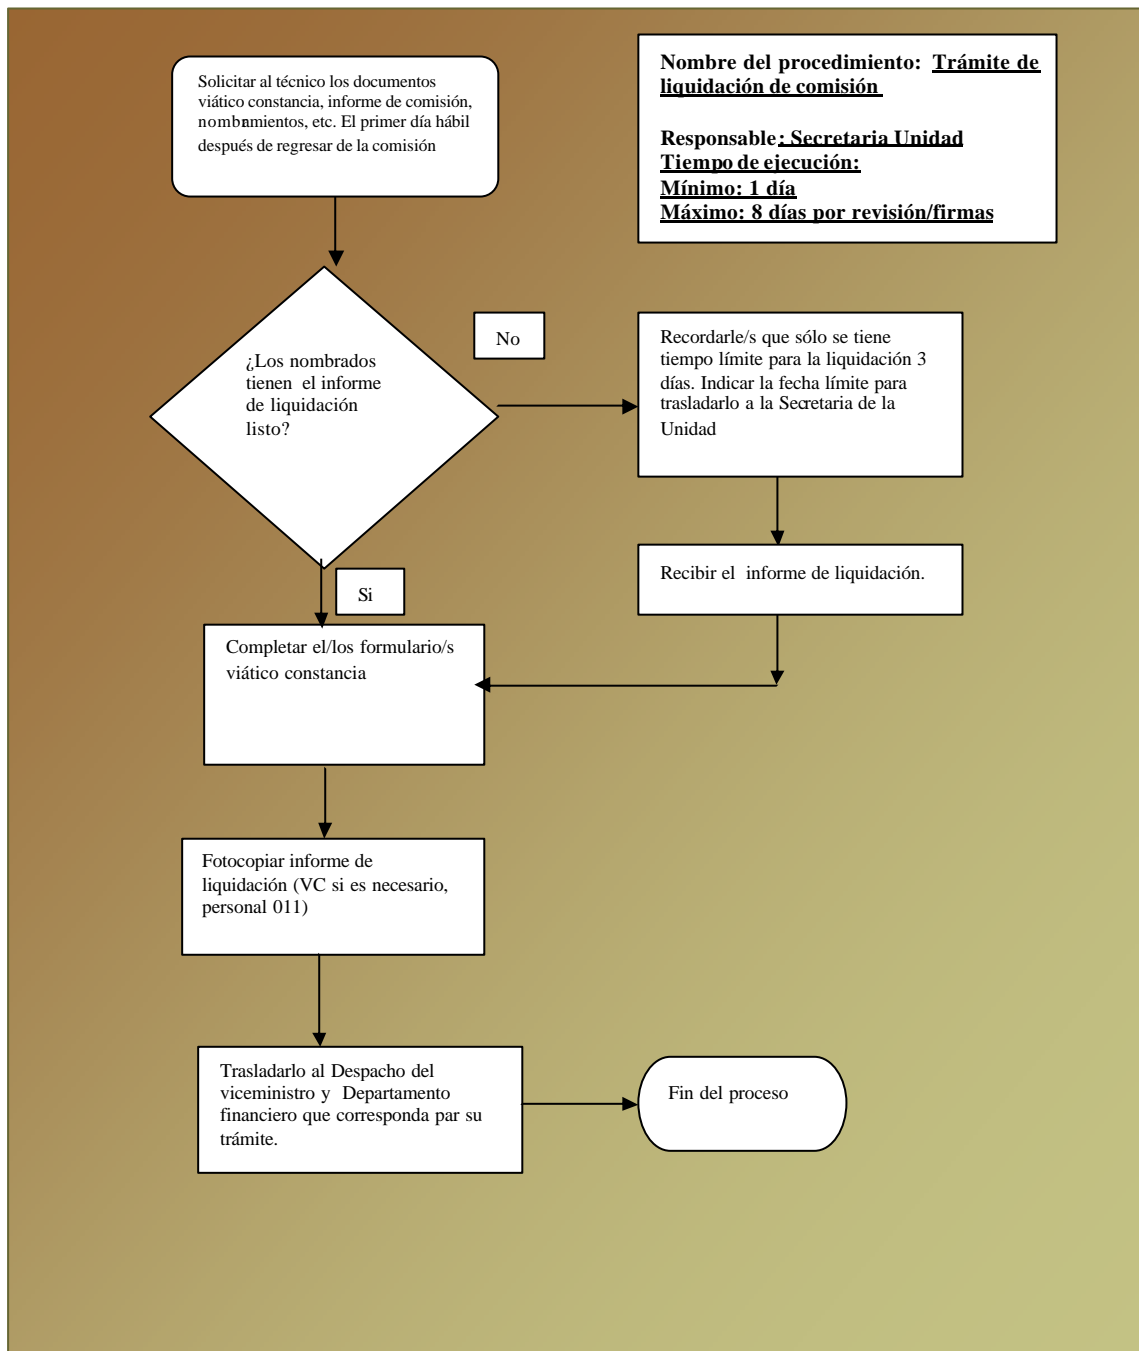 Solicitar al técnico los documentos
viático constancia, informe de comisión,
nombramientos, etc. El primer día hábil
después de regresar de la comisión
Nombre del procedimiento: Trámite de
liquidación de comisión
Responsable: Secretaria Unidad
Tiempo de ejecución:
Mínimo: 1 día
Máximo: 8 días por revisión/firmas
¿Los nombrados
tienen el informe
de liquidación
listo?
No
Recordarle/s que sólo se tiene
tiempo límite para la liquidación 3
días. Indicar la fecha límite para
trasladarlo a la Secretaria de la
Unidad
Recibir el informe de liquidación.
Si
Completar el/los formulario/s
viático constancia
Fotocopiar informe de
liquidación (VC si es necesario,
personal 011)
Trasladarlo al Despacho del
viceministro y Departamento
financiero que corresponda par su
trámite.
Fin del proceso